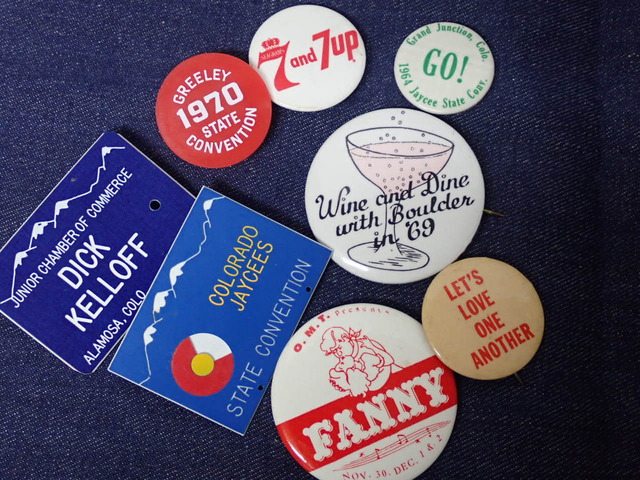 7 and 7up
SEAGRAM'S
Grand Junction, Colo.
GO!
1964 Jaycee State Conv.
GREELEY
1970
STATE
CONVENTION
Wine and Dine
with Boulder
in '69
JUNIOR CHAMBER OF COMMERCE
DICK
KELLOFF
ALAMOSA, COLO
COLORADO
JAYCEES
STATE CONVENTION
LET'S
LOVE
ONE
ANOTHER
O.M.T. Presents
FANNY
NOV. 30, DEC. 1 & 2